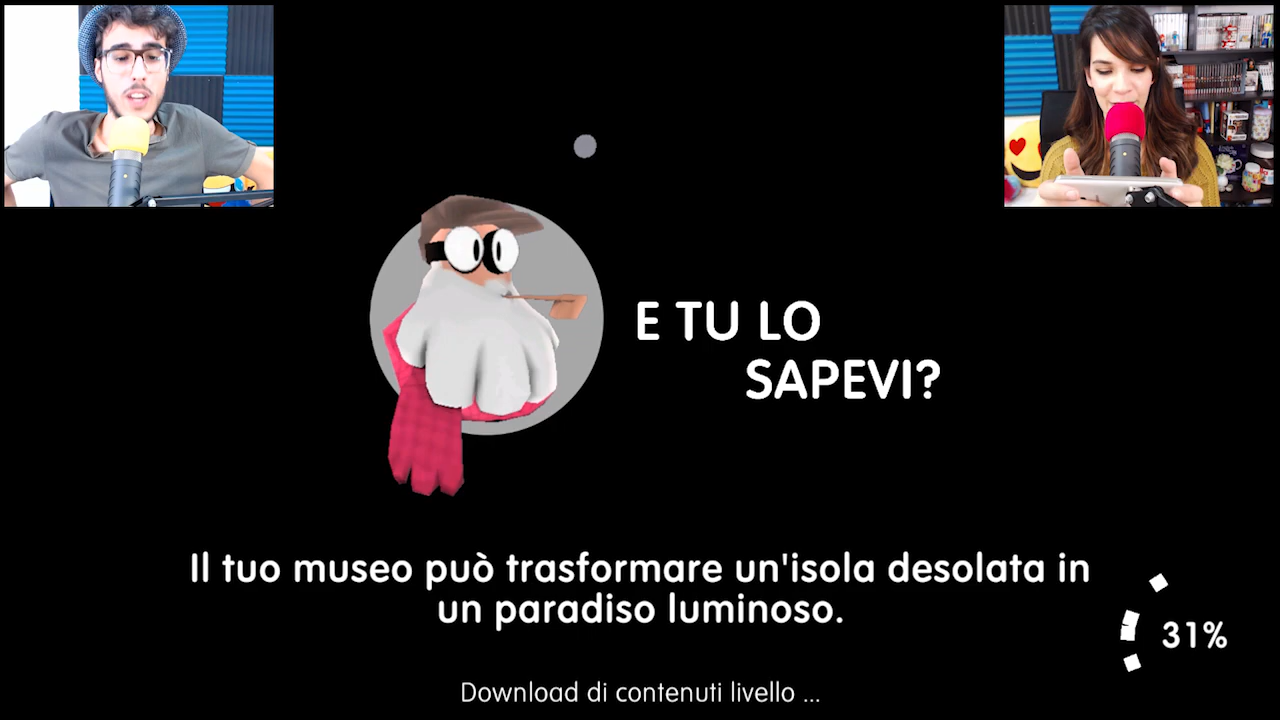 E TU LO
SAPEVI?
Il tuo museo può trasformare un'isola desolata in
un paradiso luminoso.
31%
Download di contenuti livello ...